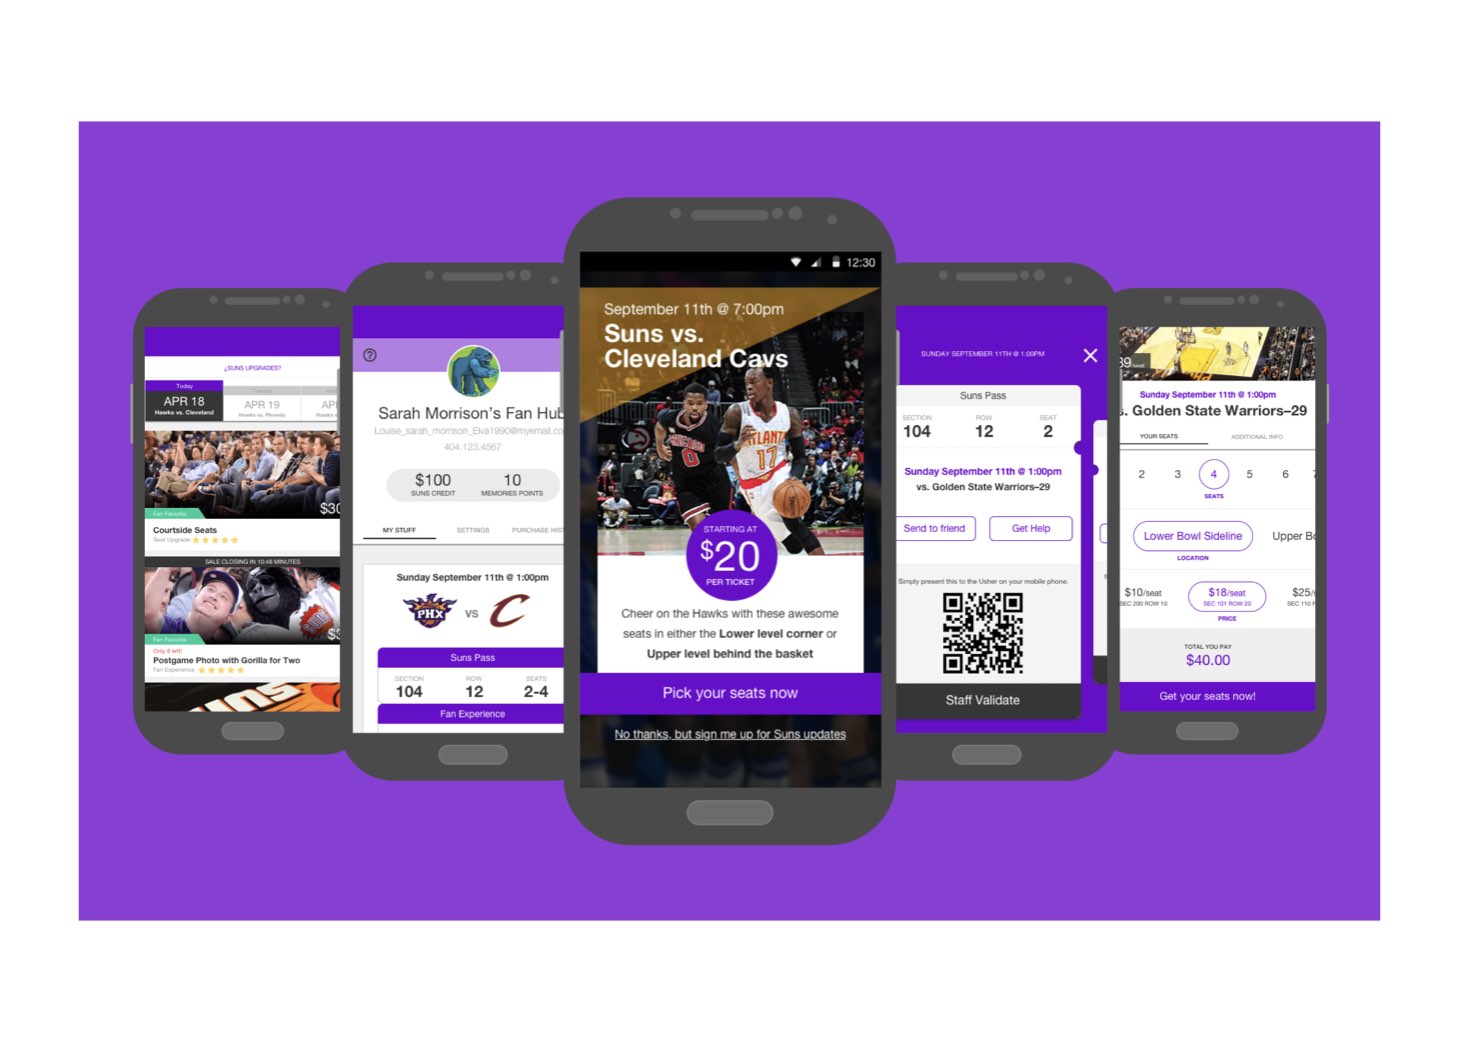 ¿SUNS UPGRADES?
Today
APR 18
Hawks vs. Cleveland
Tuesday
APR 19
Hawks vs. Phoenix
AP
Hawks
$30
Fan Favorite
Courtside Seats
Seat Upgrade
SALE CLOSING IN 10:48 MINUTES
$3
Fan Favorite
Only 8 left!
Postgame Photo with Gorilla for Two
Fan Experience
SUNS
?
Sarah Morrison's Fan Hub
Louise_sarah_morrison_Elva1990@myemail.co
404.123.4567
$100
SUNS CREDIT
10
MEMORIES POINTS
MY STUFF
SETTINGS
PURCHASE HIS
Sunday September 11th @ 1:00pm
PHX
VS
C
Suns Pass
SECTION
ROW
SEATS
104
12
2-4
Fan Experience
12:30
September 11th @ 7:00pm
Suns vs.
Cleveland Cavs
CHICAGO
0
ATLANTA
17
STARTING AT
$20
PER TICKET
Cheer on the Hawks with these awesome
seats in either the Lower level corner or
Upper level behind the basket
Pick your seats now
No thanks, but sign me up for Suns updates
SUNDAY SEPTEMBER 11TH @ 1:00PM
Suns Pass
SECTION
ROW
SEAT
104
12
2
Sunday September 11th @ 1:00pm
vs. Golden State Warriors–29
Send to friend
Get Help
Simply present this to the Usher on your mobile phone.
Staff Validate
39/seat
Sunday September 11th @ 1:00pm
s. Golden State Warriors–29
YOUR SEATS
ADDITIONAL INFO
2 3 4 5 6 7
SEATS
Lower Bowl Sideline
Upper Bo
LOCATION
$10/seat
SEC 200 ROW 10
$18/seat
SEC 101 ROW 20
$25/s
SEC 110 F
PRICE
TOTAL YOU PAY
$40.00
Get your seats now!